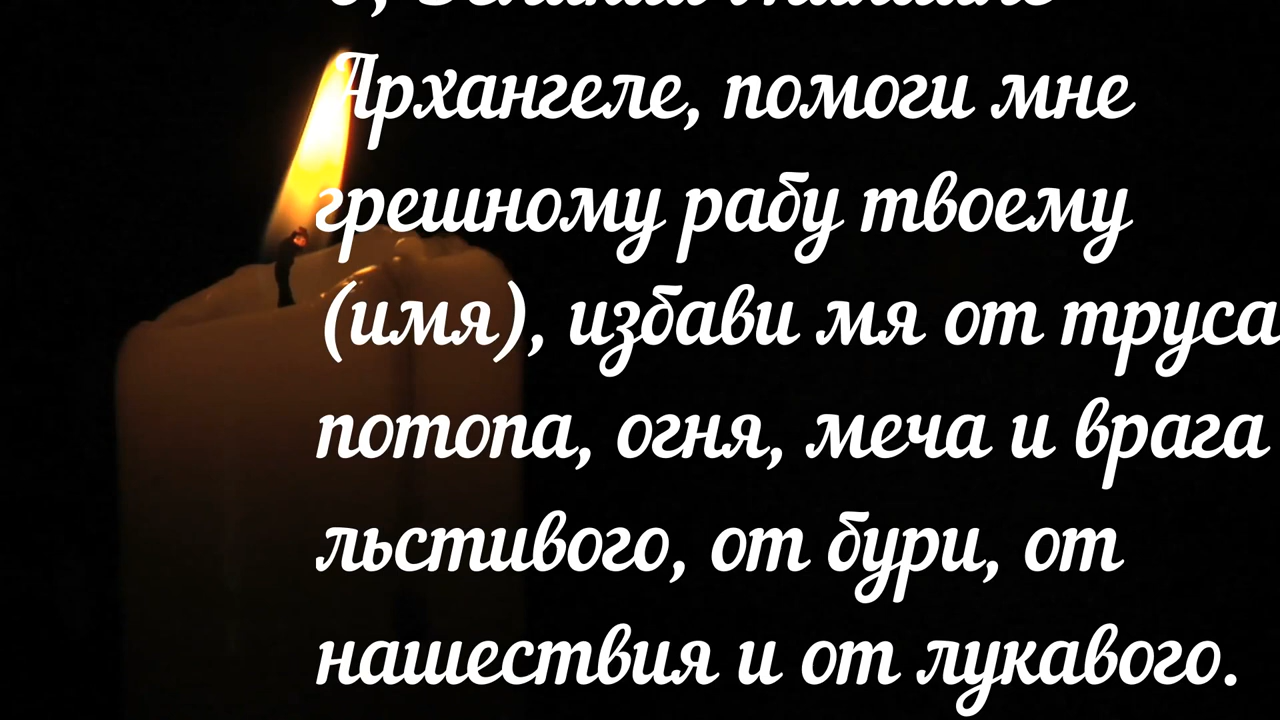 Архангеле, помоги мне
грешному рабу твоему
(имя), избави мя от труса
потопа, огня, меча и врага
льстивого, от бури, от
нашествия и от лукавого.